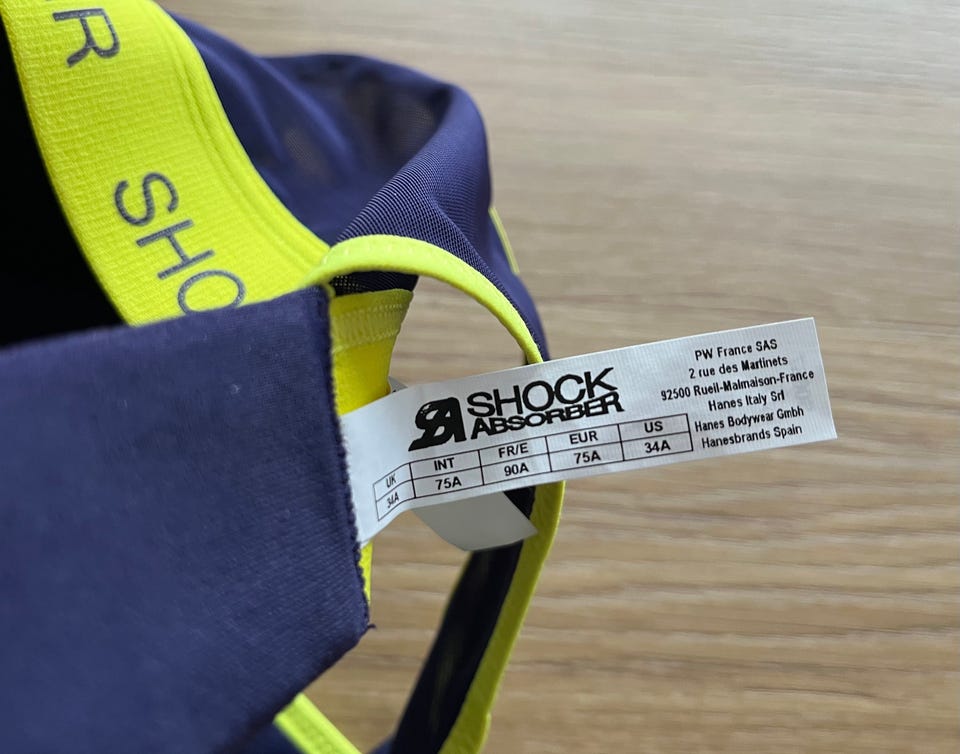 SHO
SHOCK
ABSORBER
UK INT FR/E EUR US
34A 75A 90A 75A 34A
PW France SAS
2 rue des Martinets
92500 Rueil-Malmaison-France
Hanes Italy Srl
Hanes Bodywear Gmbh
Hanesbrands Spain